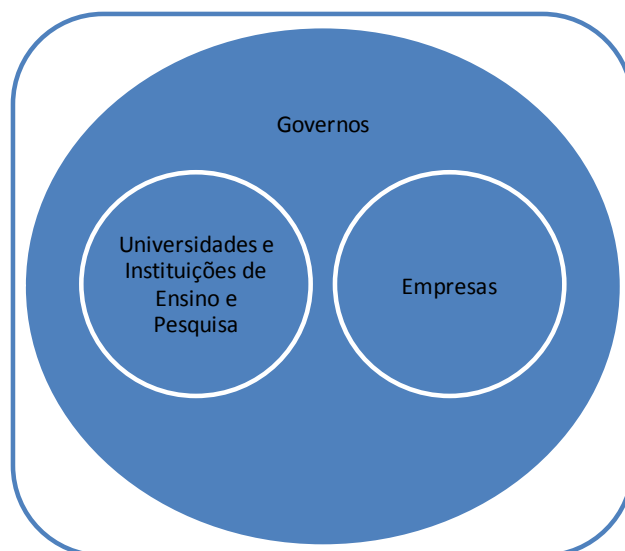 Governos
Universidades e
Instituições de
Ensino e
Pesquisa
Empresas